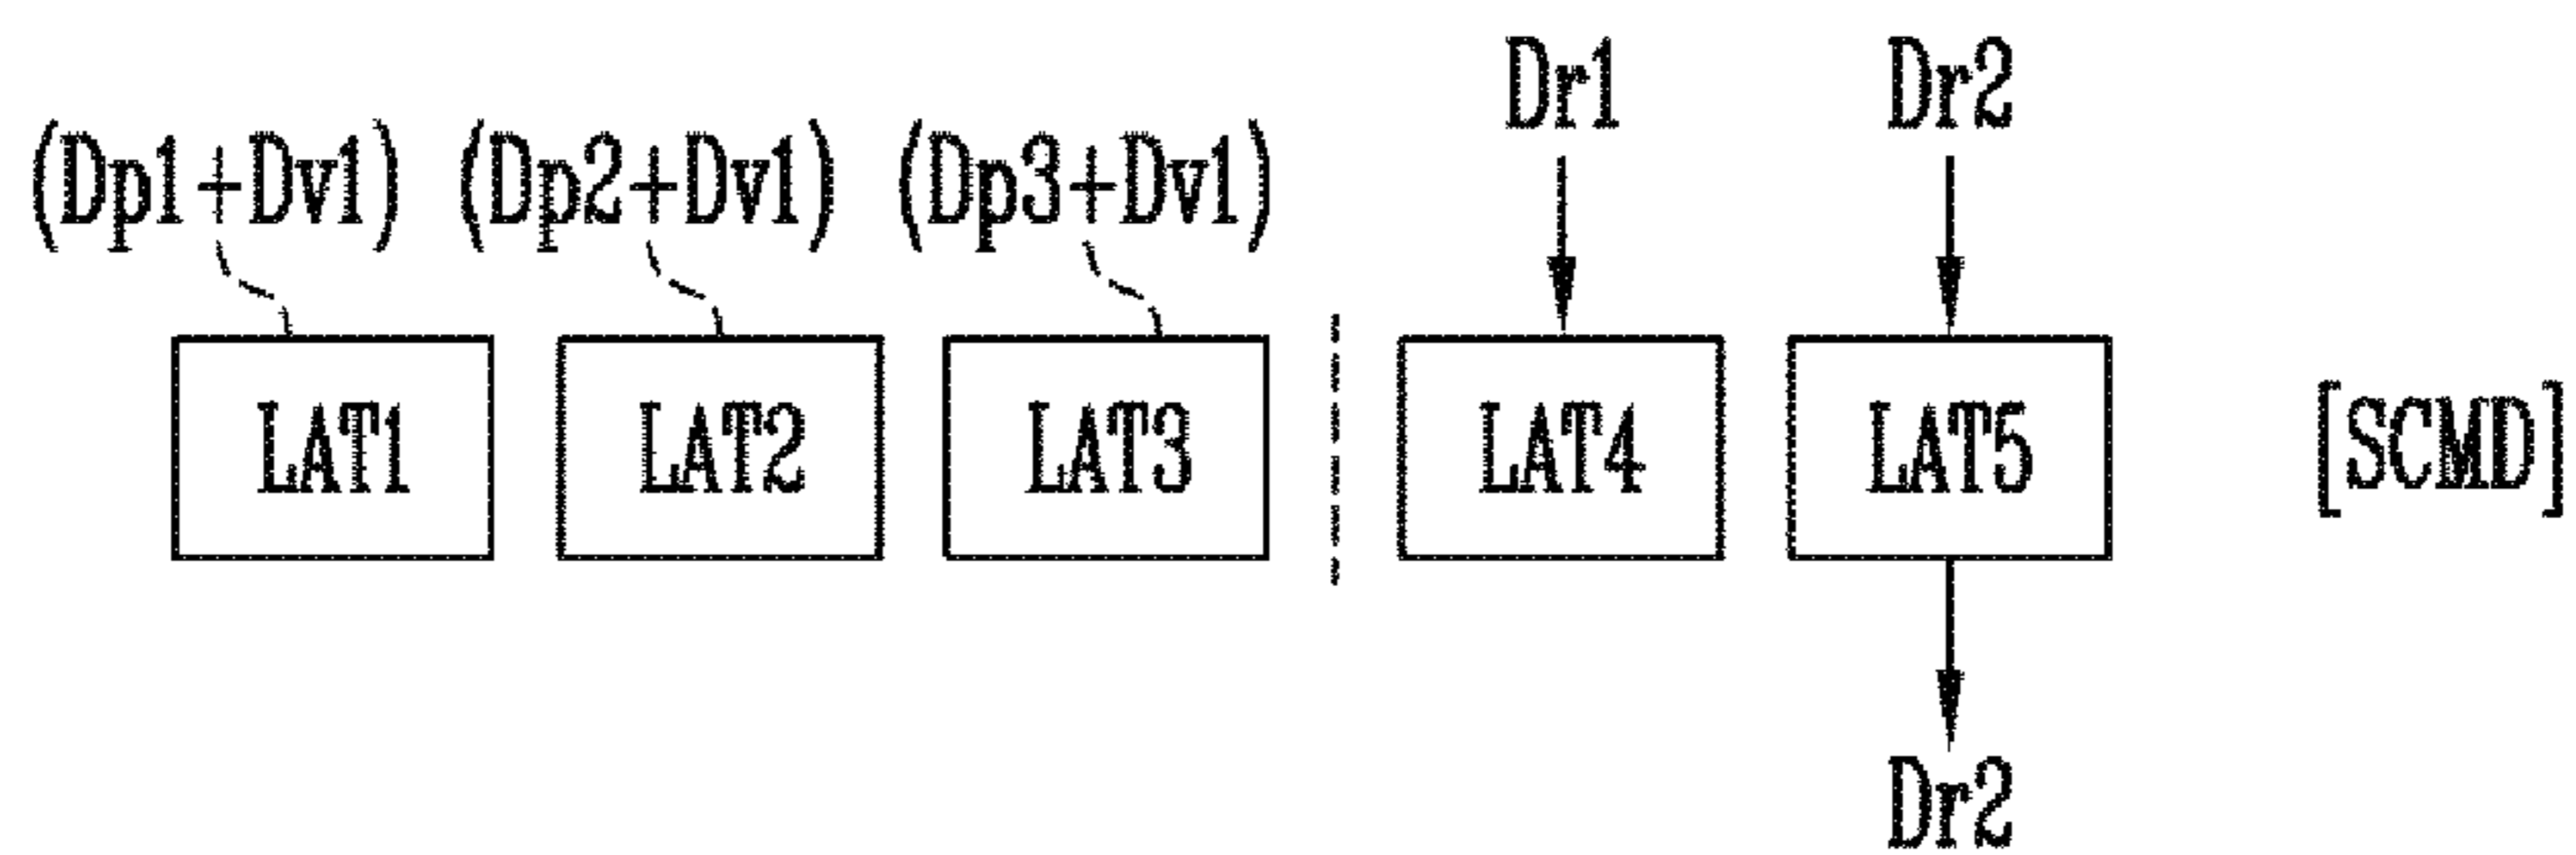 Dr1 Dr2
(Dp1+Dv1) (Dp2+Dv1) (Dp3+Dv1)
LAT1 LAT2 LAT3 LAT4 LAT5 [SCMD]
Dr2